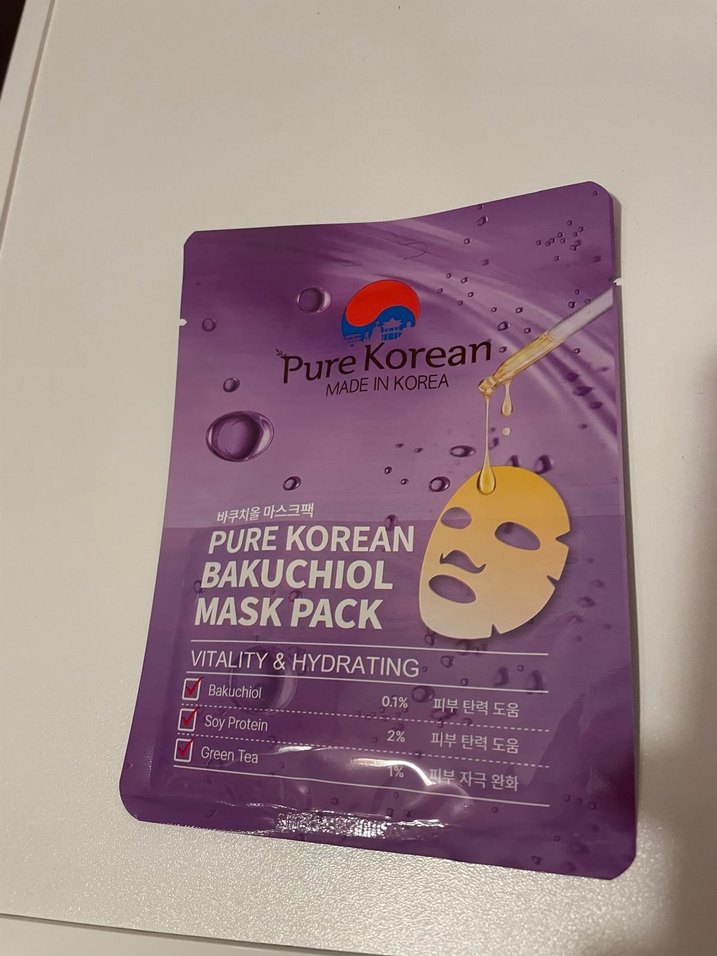 Pure Korean
MADE IN KOREA
바쿠치올 마스크팩
PURE KOREAN
BAKUCHIOL
MASK PACK
VITALITY & HYDRATING
Bakuchiol 0.1% 피부 탄력 도움
Soy Protein 2% 피부 탄력 도움
Green Tea 1% 피부 자극 완화